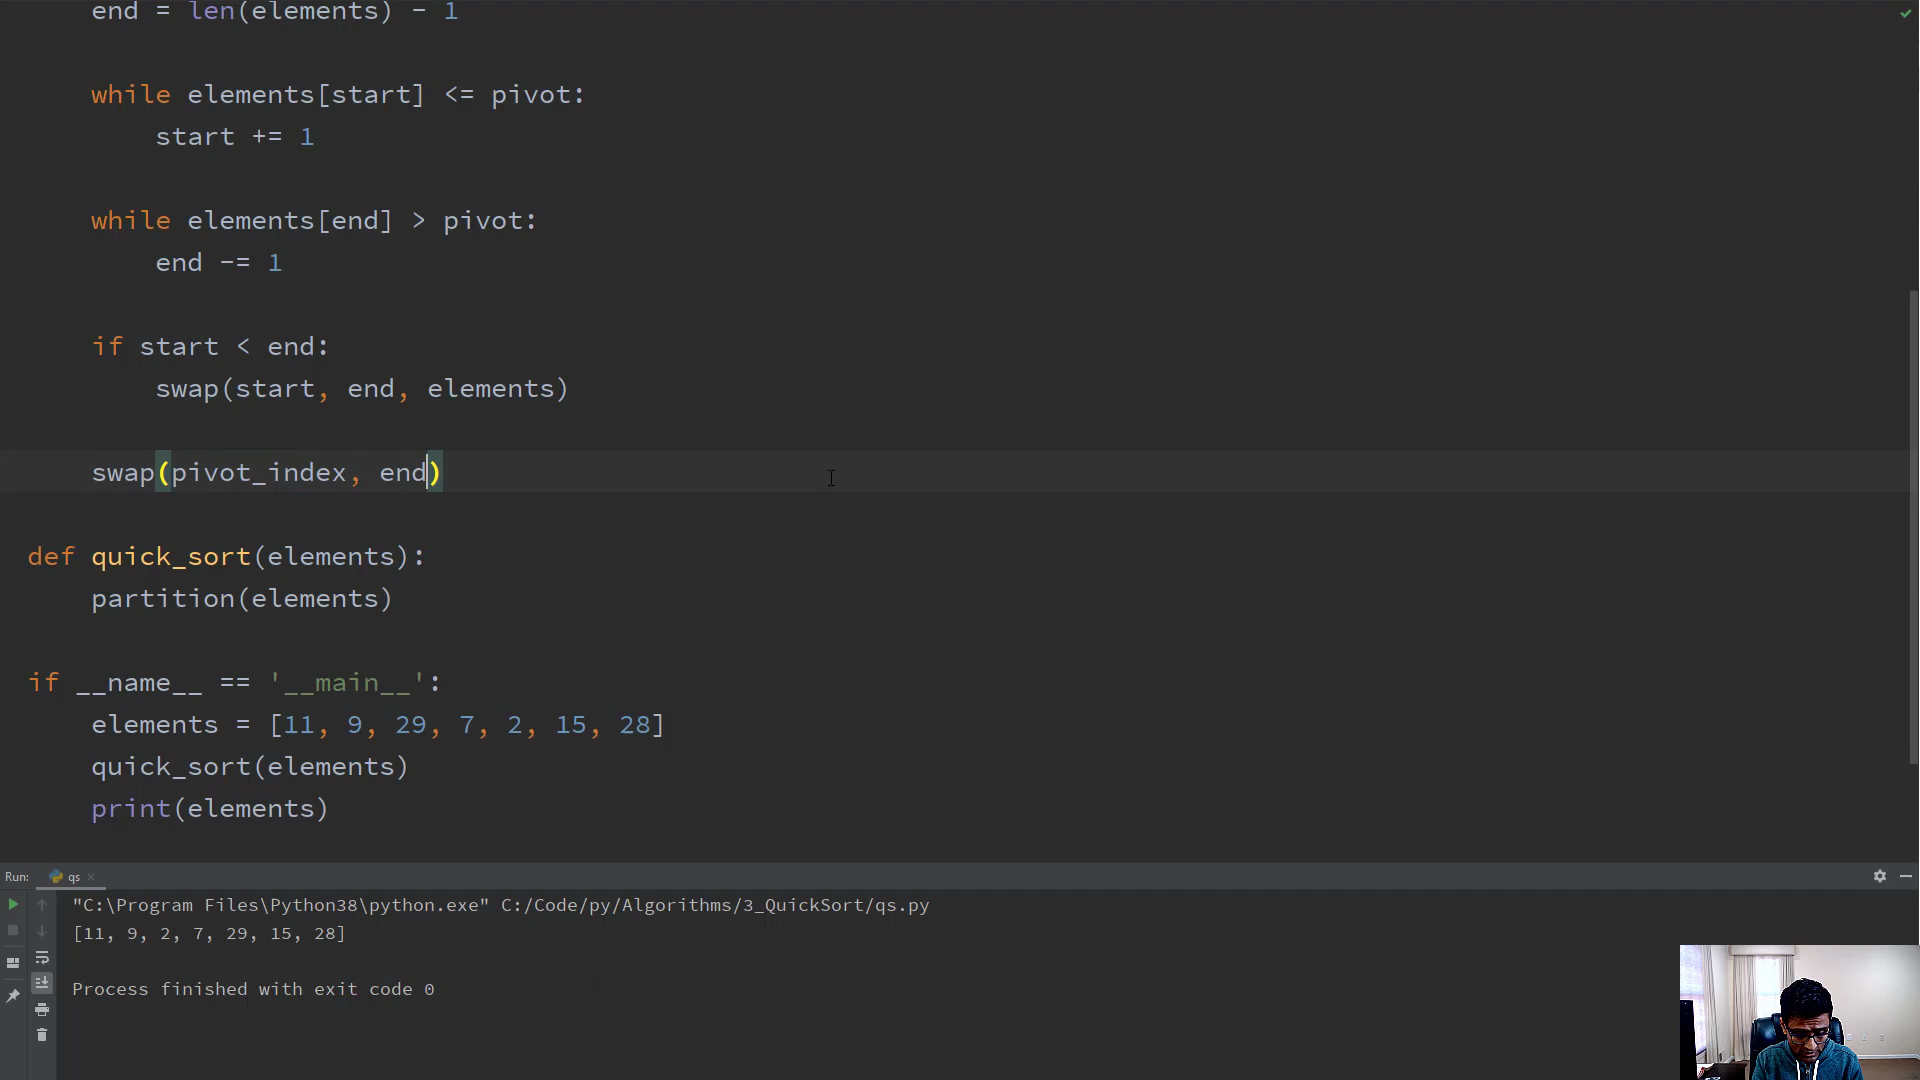 end = len(elements) - 1
while elements[start] <= pivot:
start += 1
while elements[end] > pivot:
end -= 1
if start < end:
swap(start, end, elements)
swap(pivot_index, end)
def quick_sort(elements):
partition(elements)
if __name__ == '__main__':
elements = [11, 9, 29, 7, 2, 15, 28]
quick_sort(elements)
print(elements)
Run: qs
"C:\Program Files\Python38\python.exe" C:/Code/py/Algorithms/3_QuickSort/qs.py
[11, 9, 2, 7, 29, 15, 28]
Process finished with exit code 0